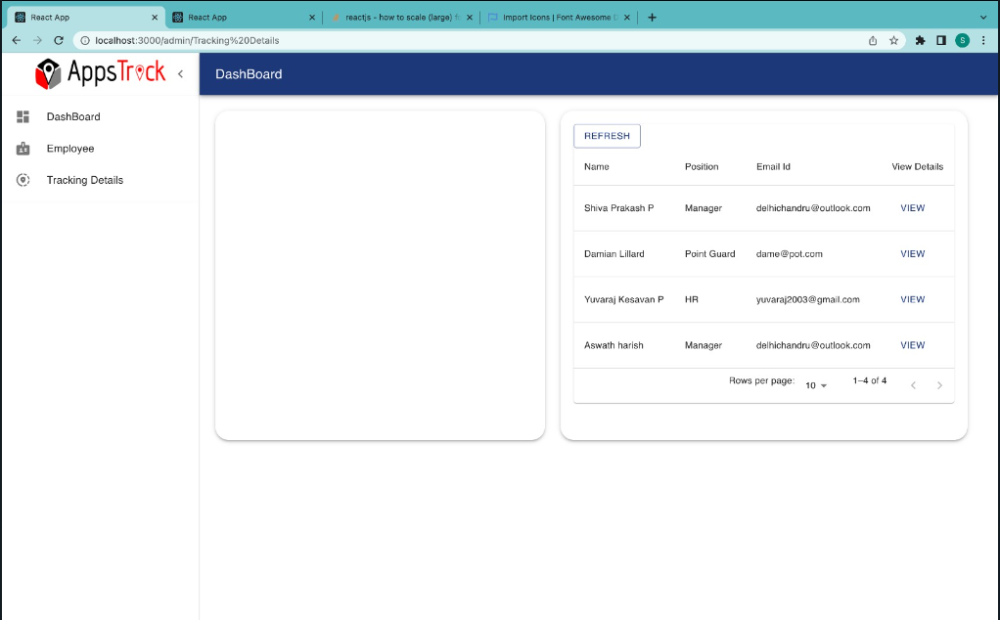 React App
React App
reactjs - how to scale (large) f
Import Icons | Font Awesome D
localhost:3000/admin/Tracking%20Details
S
AppsTrack
DashBoard
DashBoard
Employee
Tracking Details
REFRESH
Name Position Email Id View Details
Shiva Prakash P Manager delhichandru@outlook.com VIEW
Damian Lillard Point Guard dame@pot.com VIEW
Yuvaraj Kesavan P HR yuvaraj2003@gmail.com VIEW
Aswath harish Manager delhichandru@outlook.com VIEW
Rows per page: 10 1–4 of 4